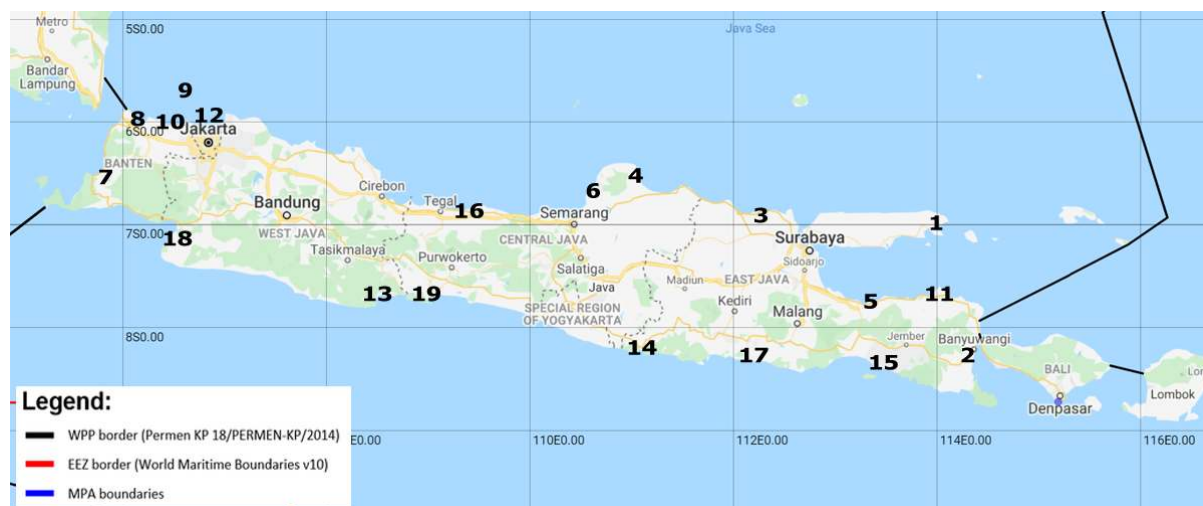 Metro
5S0.00
Java Sea
Bandar
Lampung
9
8
10
12
6S0.00
Jakarta
BANTEN
7
4
Cirebon
6
Bandung
Tegal
16
Semarang
3
1
WEST JAVA
7S0.00
18
CENTRAL JAVA
Surabaya
Tasikmalaya
Purwokerto
Salatiga
Sidoarjo
EAST JAVA
Java
Madiun
13
19
SPECIAL REGION
OF YOGYAKARTA
Kediri
Malang
5
11
8S0.00
14
17
Jember
15
Banyuwangi
2
BALI
Lombok
Denpasar
Legend:
WPP border (Permen KP 18/PERMEN-KP/2014)
EEZ border (World Maritime Boundaries v10)
MPA boundaries
E0.00
110E0.00
112E0.00
114E0.00
116E0.00